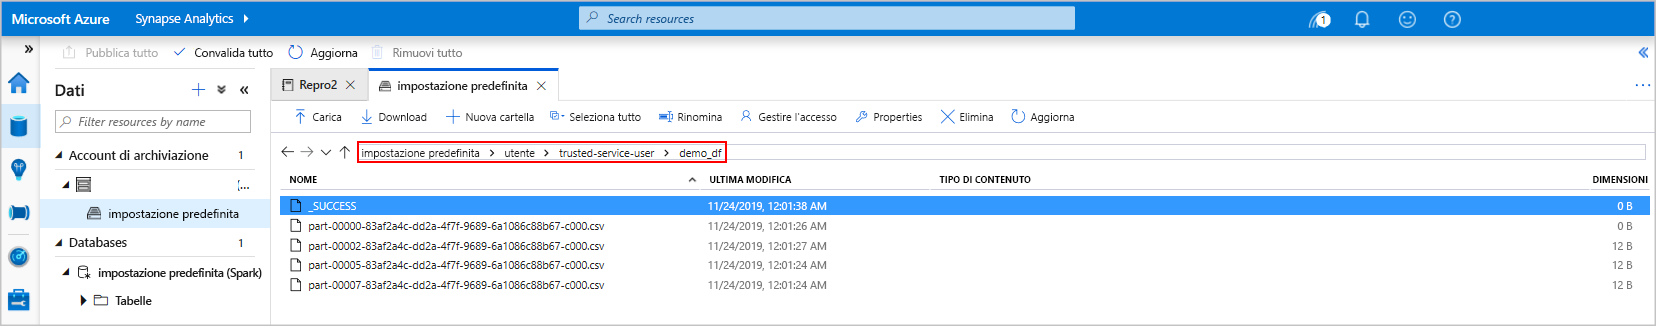 Microsoft Azure Synapse Analytics Search resources 1
Pubblica tutto Convalida tutto Aggiorna Rimuovi tutto
Dati
Filter resources by name
Account di archiviazione 1
[...
impostazione predefinita
Databases 1
impostazione predefinita (Spark)
Tabelle
Repro2 impostazione predefinita
Carica Download Nuova cartella Seleziona tutto Rinomina Gestire l'accesso Properties Elimina Aggiorna
impostazione predefinita > utente > trusted-service-user > demo_df
NOME ULTIMA MODIFICA TIPO DI CONTENUTO DIMENSIONI
_SUCCESS 11/24/2019, 12:01:38 AM 0 B
part-00000-83af2a4c-dd2a-4f7f-9689-6a1086c88b67-c000.csv 11/24/2019, 12:01:26 AM 0 B
part-00002-83af2a4c-dd2a-4f7f-9689-6a1086c88b67-c000.csv 11/24/2019, 12:01:27 AM 12 B
part-00005-83af2a4c-dd2a-4f7f-9689-6a1086c88b67-c000.csv 11/24/2019, 12:01:24 AM 12 B
part-00007-83af2a4c-dd2a-4f7f-9689-6a1086c88b67-c000.csv 11/24/2019, 12:01:24 AM 12 B